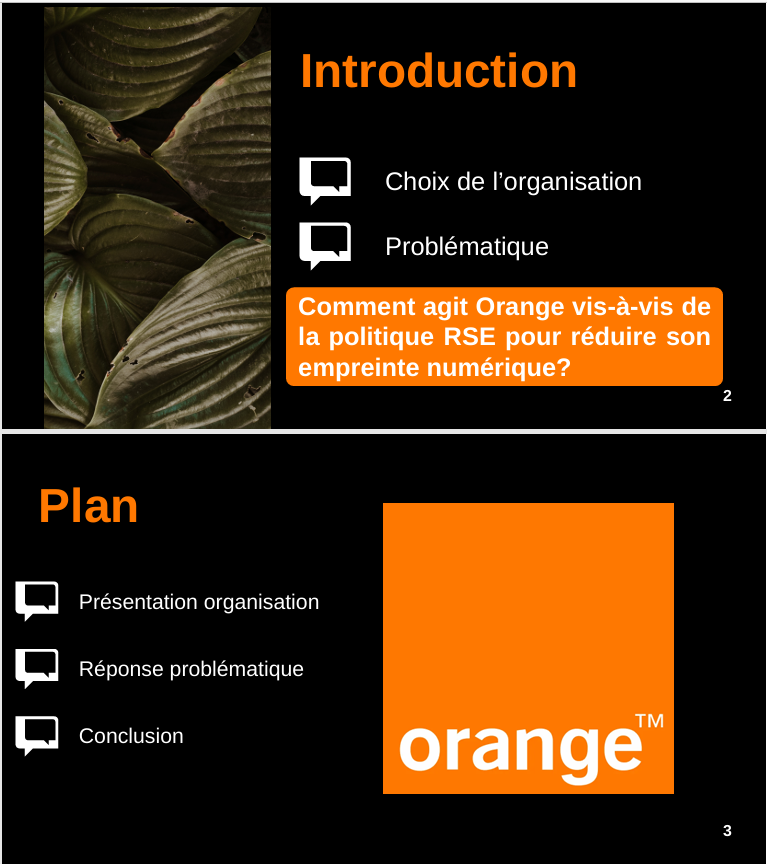 Introduction
Choix de l’organisation
Problématique
Comment agit Orange vis-à-vis de
la politique RSE pour réduire son
empreinte numérique?
2
Plan
Présentation organisation
Réponse problématique
Conclusion
orange™
3